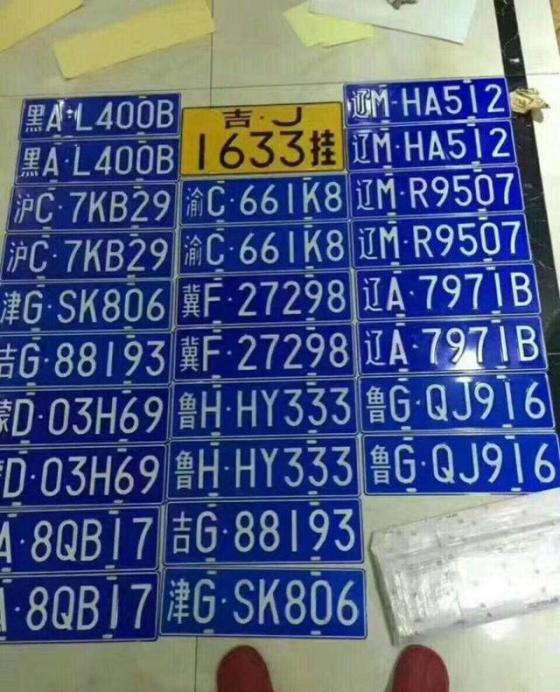 黑A·L400B
黑A·L400B
沪C·7KB29
沪C·7KB29
津G·SK806
吉G·88193
蒙D·03H69
D·03H69
A·8QB17
A·8QB17
吉·J
1633挂
渝C·661K8
渝C·661K8
冀F·27298
冀F·27298
鲁H·HY333
鲁H·HY333
吉G·88193
津G·SK806
辽M·HA512
辽M·HA512
辽M·R9507
辽M·R9507
辽A·7971B
辽A·7971B
鲁G·QJ916
鲁G·QJ916